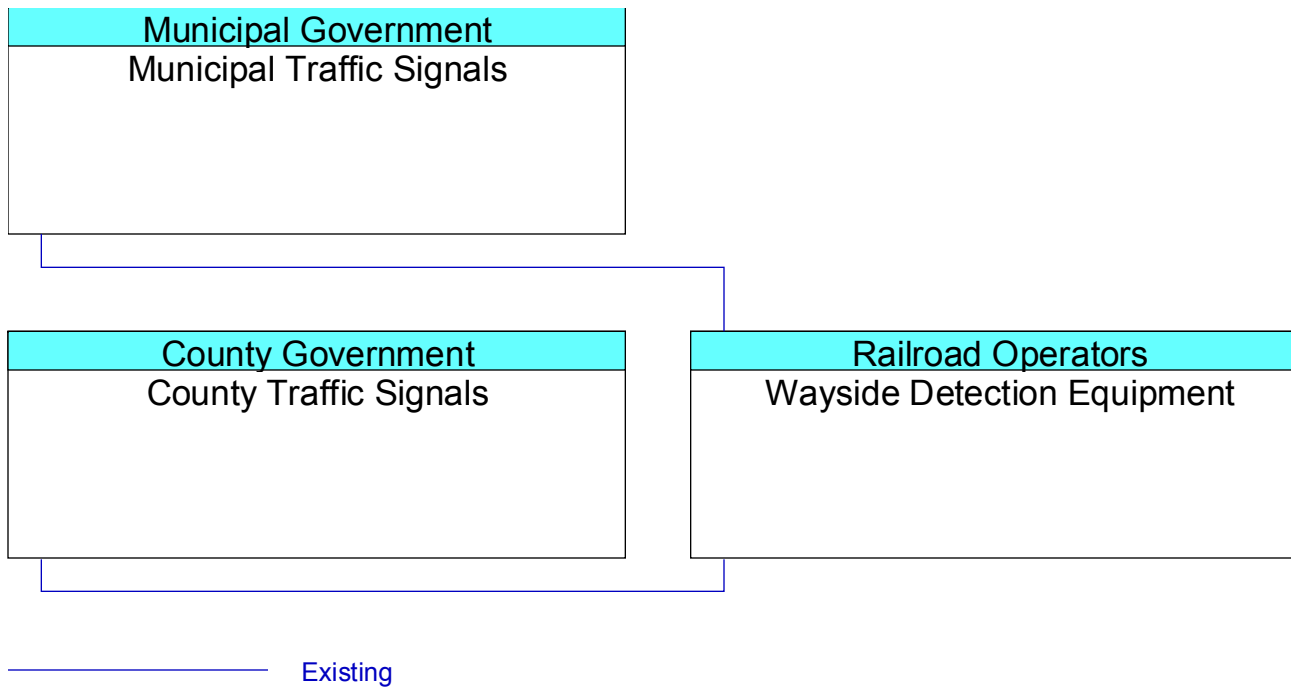 Municipal Government
Municipal Traffic Signals
County Government
County Traffic Signals
Railroad Operators
Wayside Detection Equipment
Existing